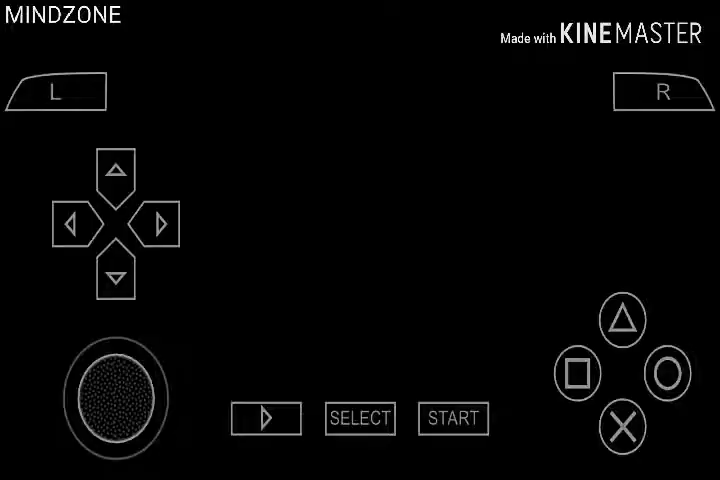 MINDZONE
Made with KINEMASTER
L
R
SELECT
START